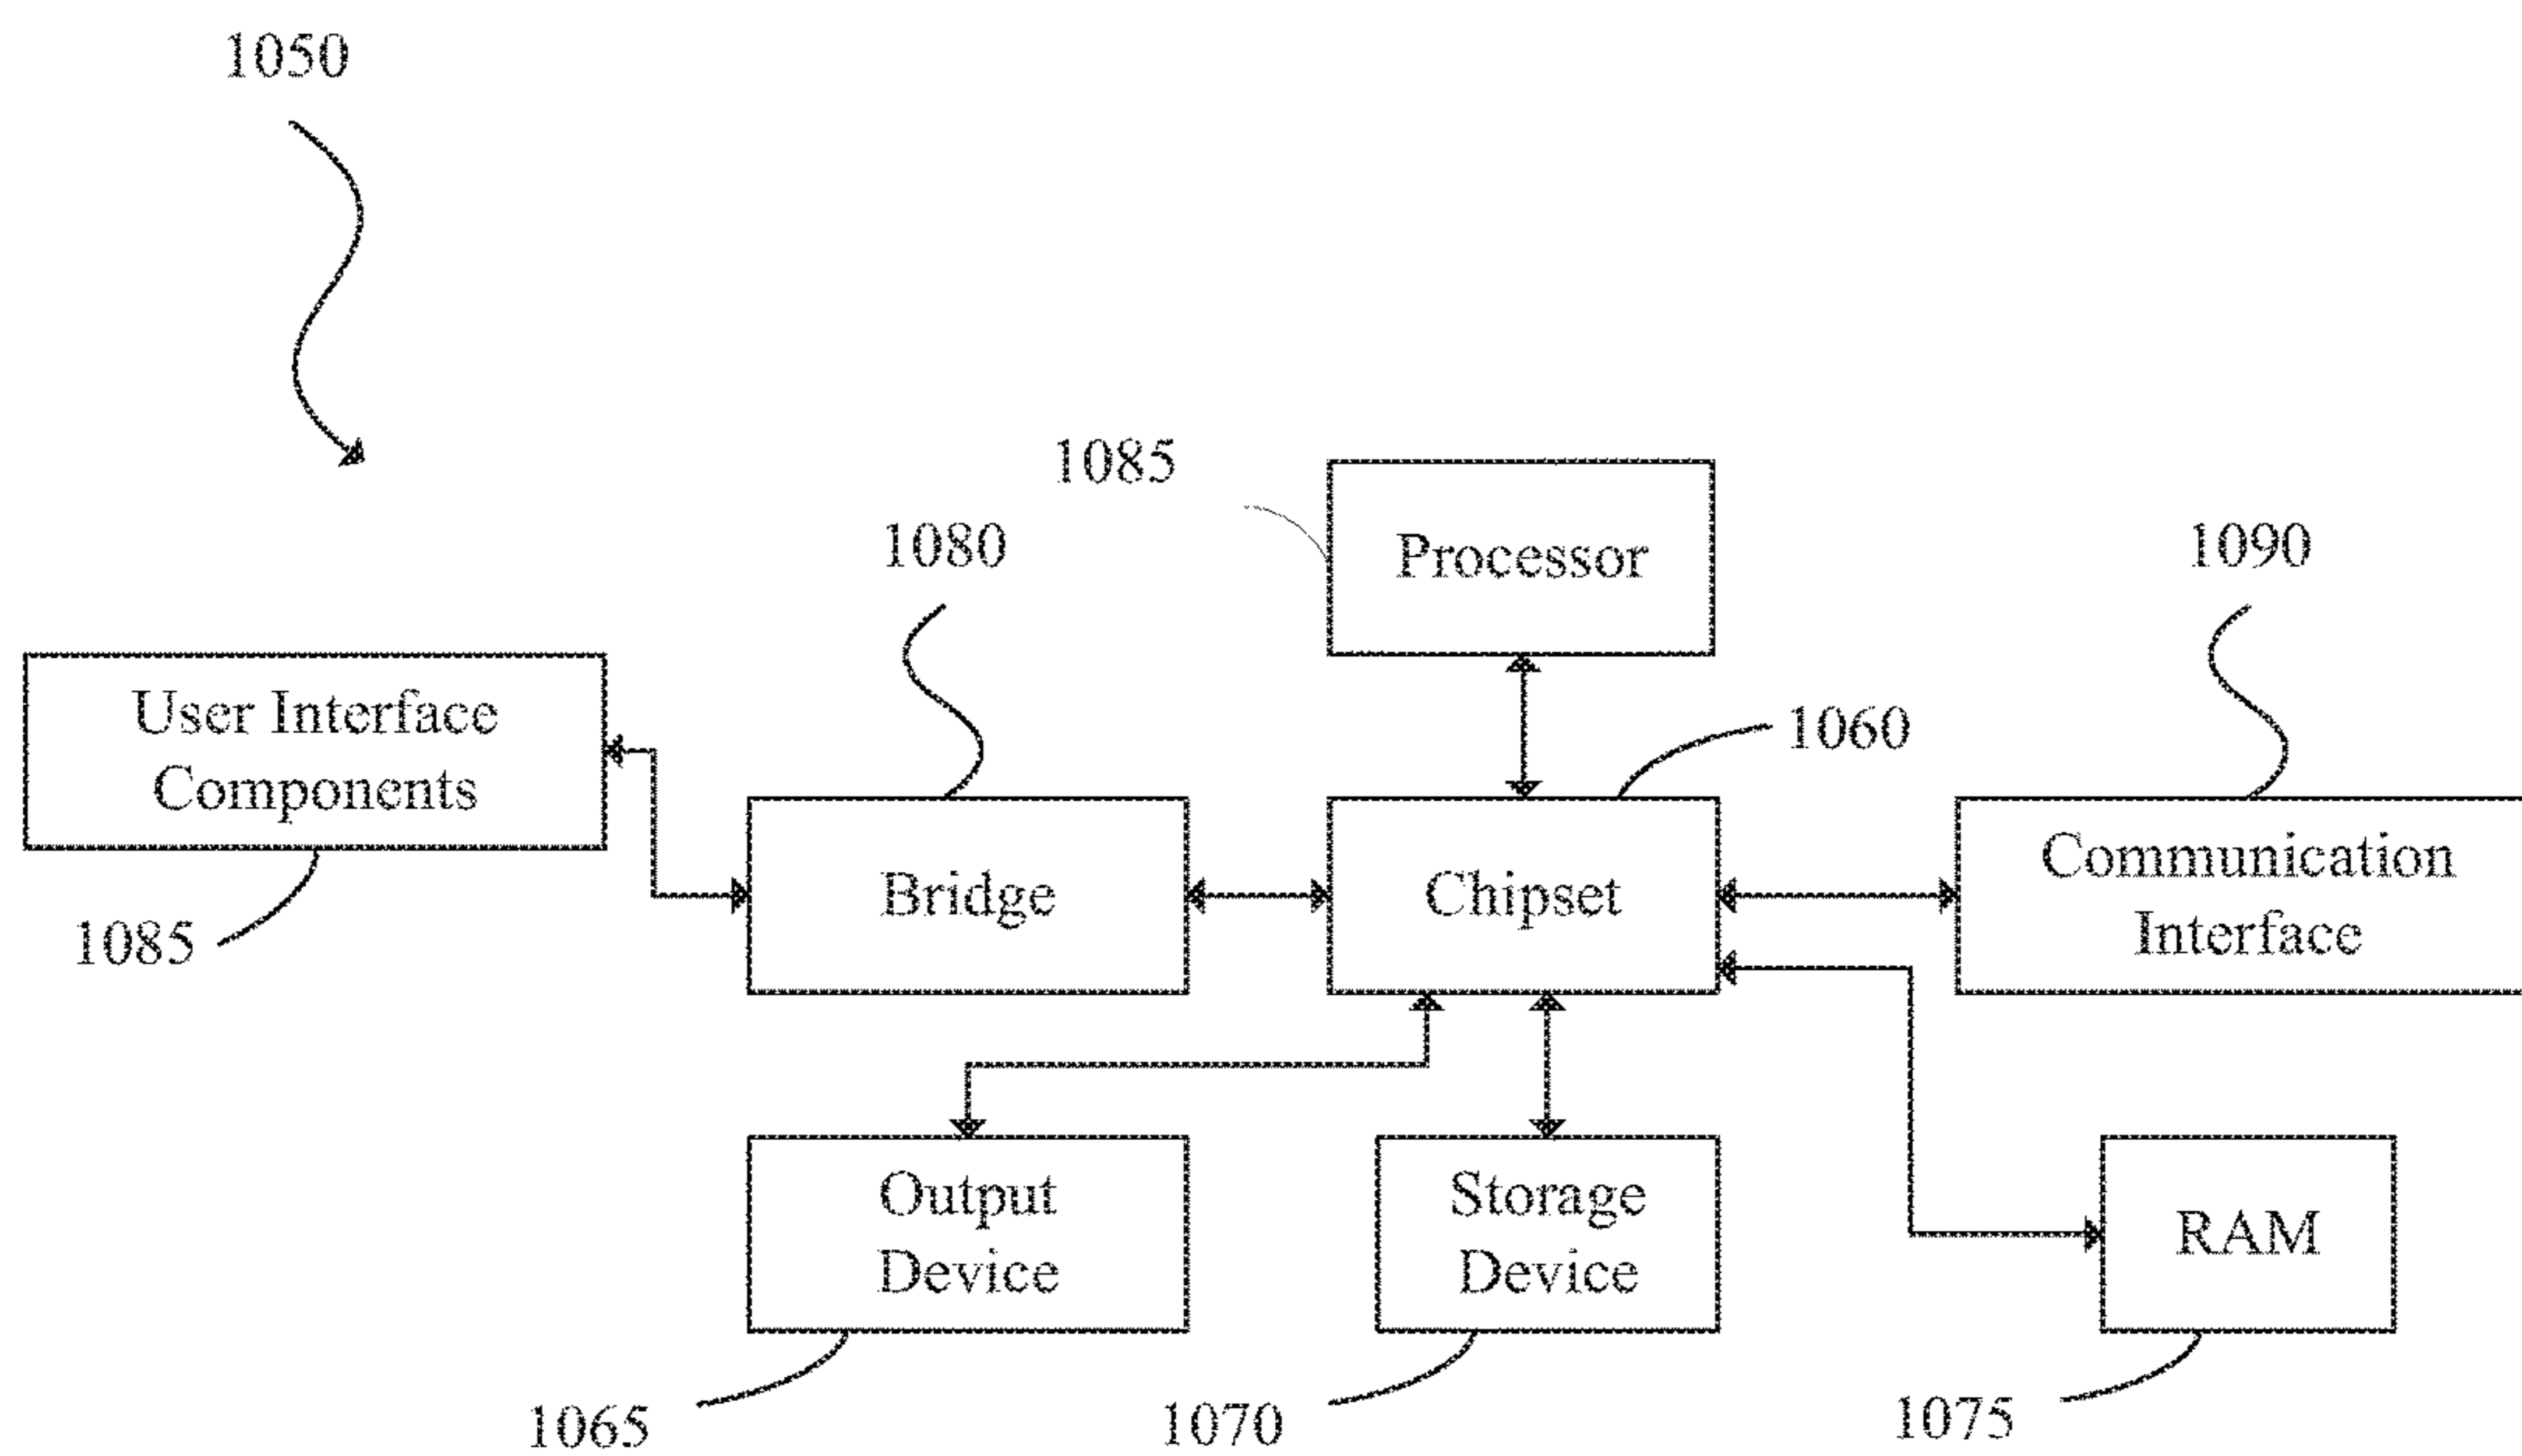 1050
1085
Processor
1080
1090
User Interface
Components
1060
1085
Bridge
Chipset
Communication
Interface
Output
Device
Storage
Device
RAM
1065
1070
1075